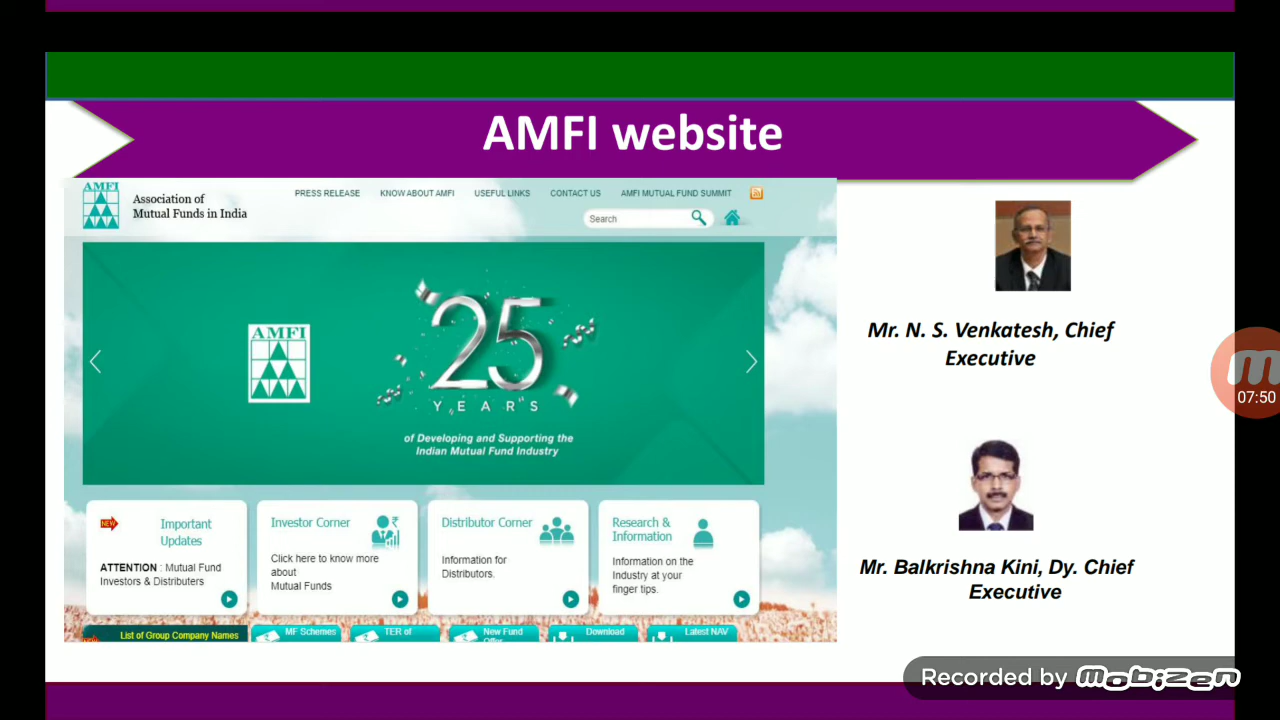 AMFI website
AMFI
Association of
Mutual Funds in India
PRESS RELEASE KNOW ABOUT AMFI USEFUL LINKS CONTACT US AMFI MUTUAL FUND SUMMIT
Search
AMFI
25
YEARS
of Developing and Supporting the
Indian Mutual Fund Industry
NEW
Important
Updates
ATTENTION : Mutual Fund
Investors & Distributers
Investor Corner
Click here to know more
about
Mutual Funds
Distributor Corner
Information for
Distributors.
Research &
Information
Information on the
Industry at your
finger tips.
List of Group Company Names
MF Schemes
TER of
New Fund
Offer
Download
Latest NAV
Mr. N. S. Venkatesh, Chief
Executive
Mr. Balkrishna Kini, Dy. Chief
Executive
07:50
Recorded by mobizen